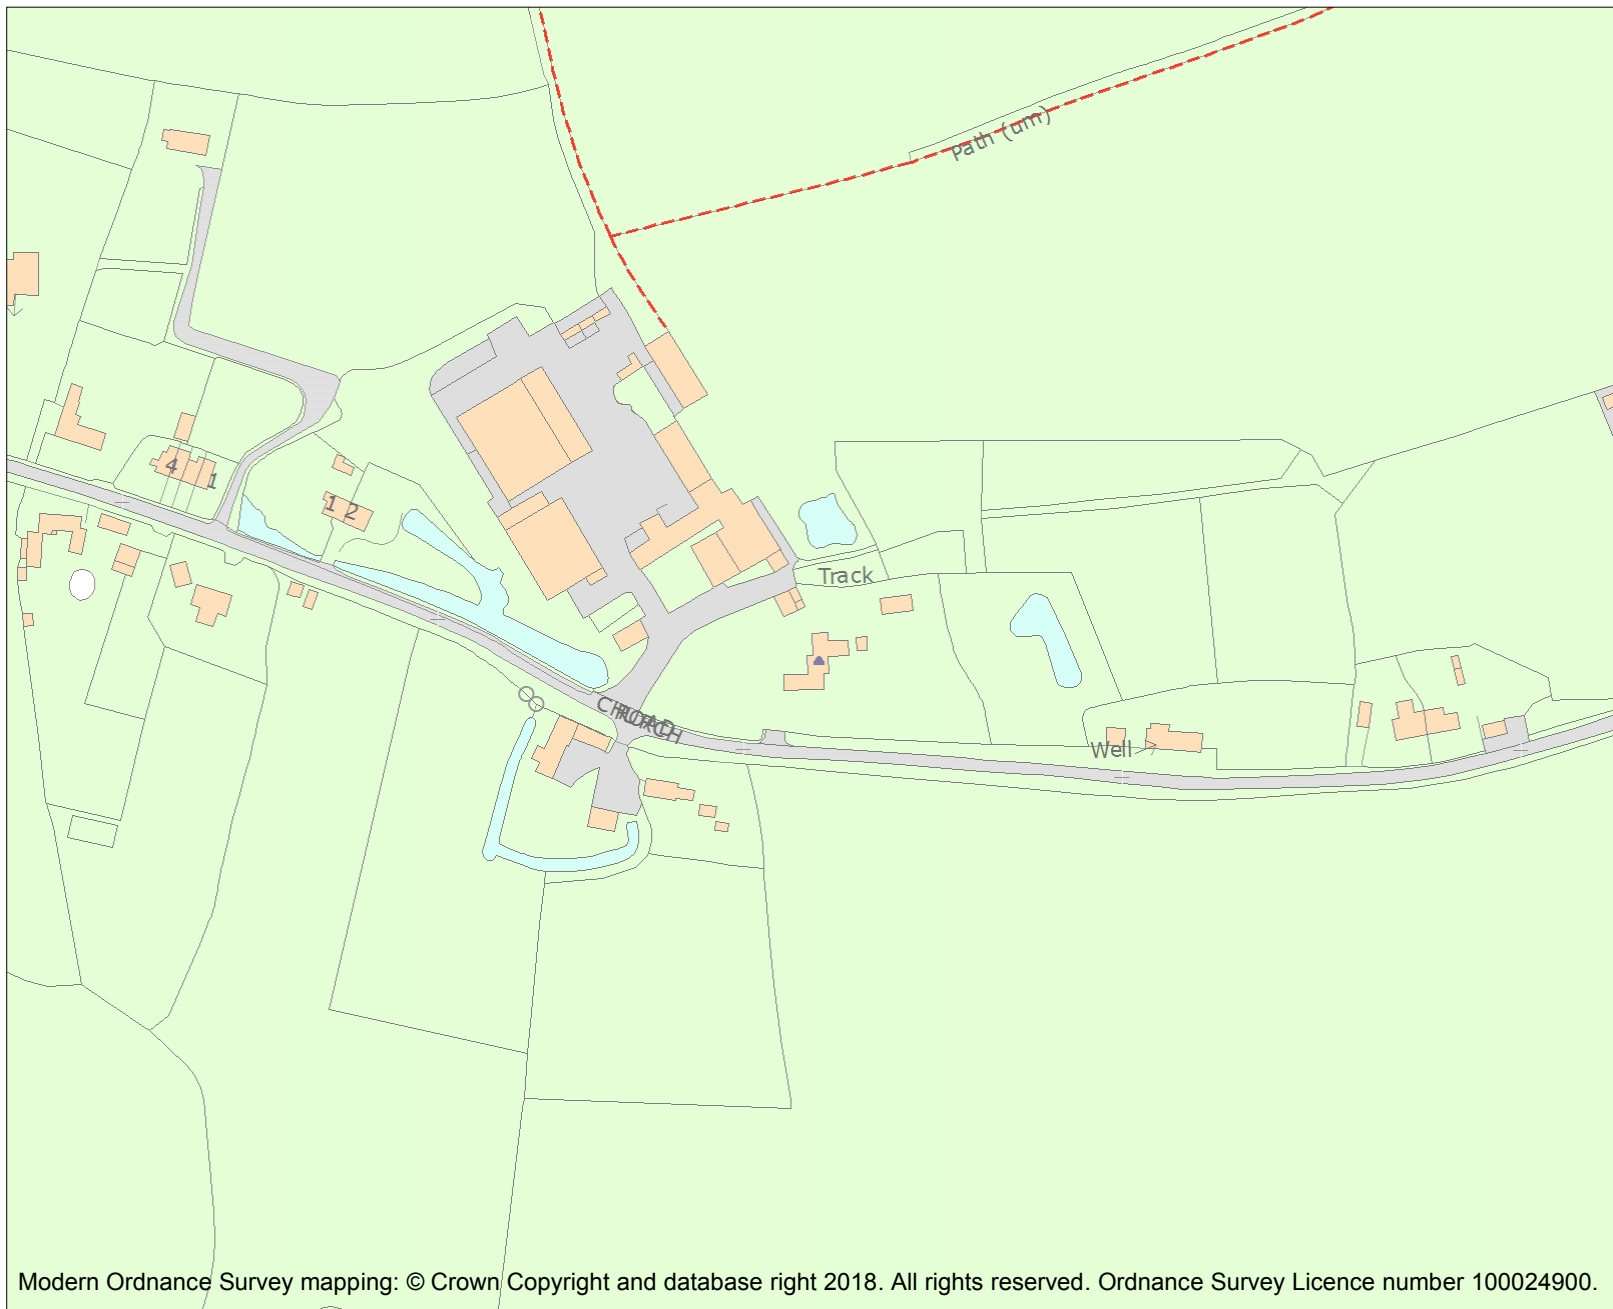 Path (um)
4
1
1 2
Track
CHURCH
ROAD
Well
Modern Ordnance Survey mapping: © Crown Copyright and database right 2018. All rights reserved. Ordnance Survey Licence number 100024900.